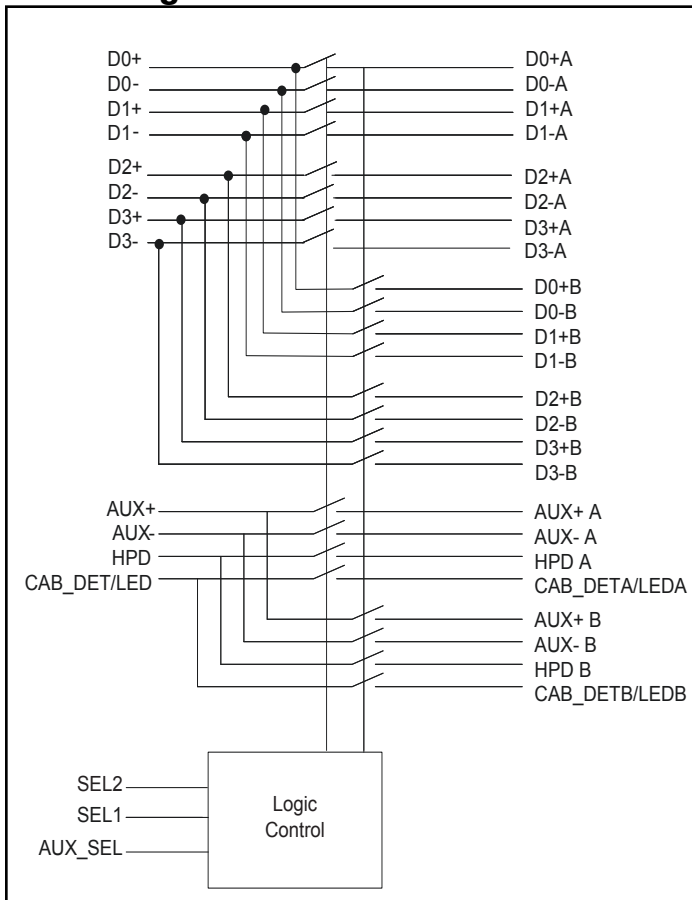 D0+
D0-
D1+
D1-
D2+
D2-
D3+
D3-
D0+A
D0-A
D1+A
D1-A
D2+A
D2-A
D3+A
D3-A
D0+B
D0-B
D1+B
D1-B
D2+B
D2-B
D3+B
D3-B
AUX+
AUX-
HPD
CAB_DET/LED
AUX+ A
AUX- A
HPD A
CAB_DETA/LEDA
AUX+ B
AUX- B
HPD B
CAB_DETB/LEDB
SEL2
SEL1
AUX_SEL
Logic
Control